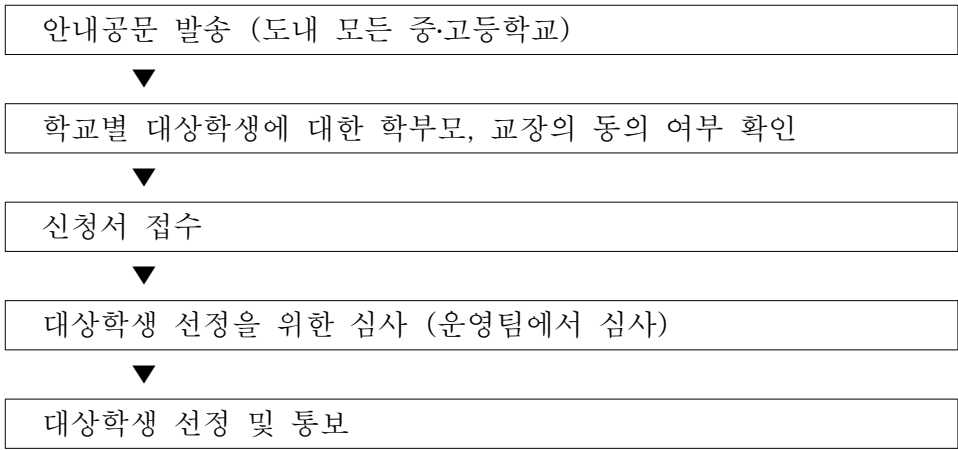 안내공문 발송 (도내 모든 중·고등학교)
▼
학교별 대상학생에 대한 학부모, 교장의 동의 여부 확인
▼
신청서 접수
▼
대상학생 선정을 위한 심사 (운영팀에서 심사)
▼
대상학생 선정 및 통보